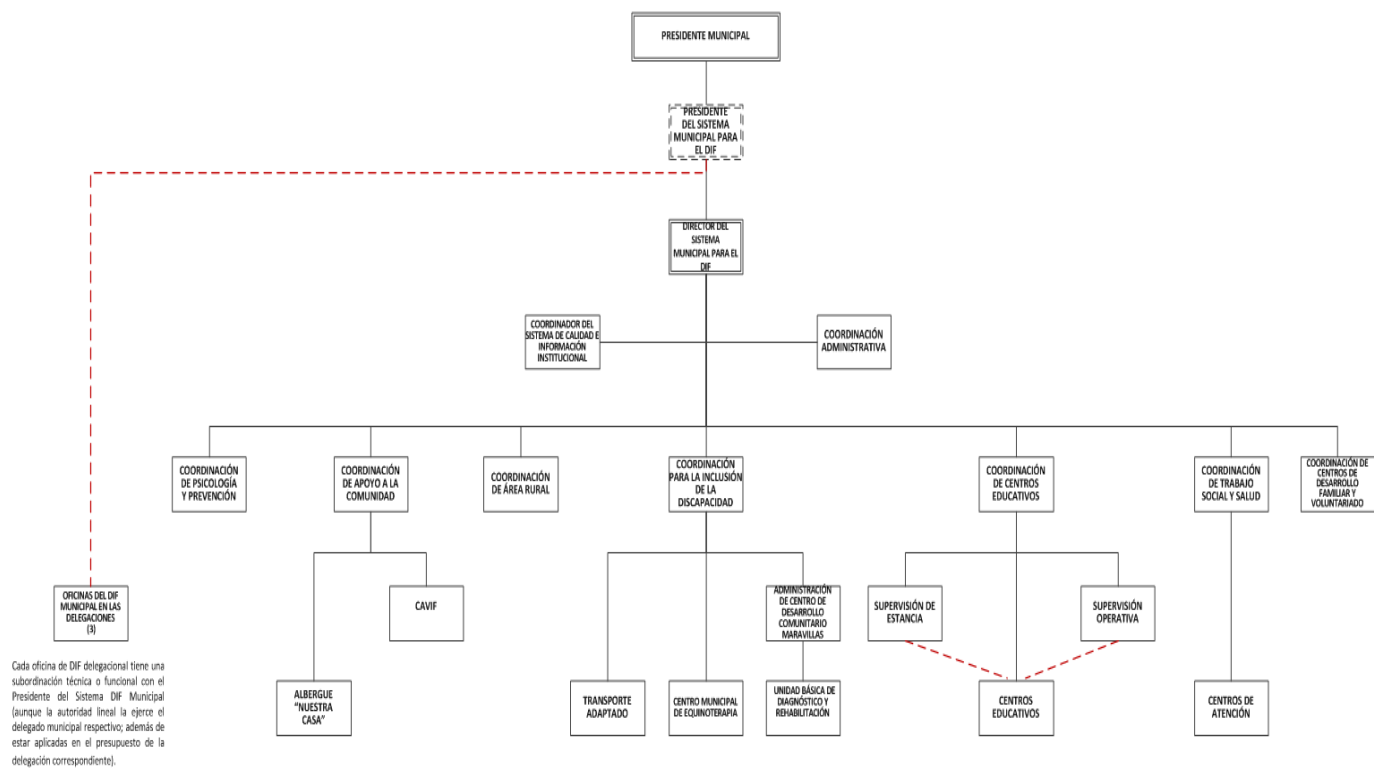 PRESIDENTE MUNICIPAL
PRESIDENTE
DEL SISTEMA
MUNICIPAL PARA
EL DIF
DIRECTOR DEL
SISTEMA
MUNICIPAL PARA EL
DIF
COORDINADOR DEL
SISTEMA DE CALIDAD E
INFORMACIÓN
INSTITUCIONAL
COORDINACIÓN
ADMINISTRATIVA
COORDINACIÓN
DE PSICOLOGÍA
Y PREVENCIÓN
COORDINACIÓN
DE APOYO A LA
COMUNIDAD
COORDINACIÓN
DE ÁREA RURAL
COORDINACIÓN
PARA LA INCLUSIÓN
DE LA
DISCAPACIDAD
COORDINACIÓN
DE CENTROS
EDUCATIVOS
COORDINACIÓN
DE TRABAJO
SOCIAL Y SALUD
COORDINACIÓN DE
CENTROS DE
DESARROLLO
FAMILIAR Y
VOLUNTARIADO
OFICINAS DEL DIF
MUNICIPAL EN LAS
DELEGACIONES
(3)
CAVIF
ADMINISTRACIÓN
DE CENTRO DE
DESARROLLO
COMUNITARIO
MARAVILLAS
SUPERVISIÓN DE
ESTANCIA
SUPERVISIÓN
OPERATIVA
Cada oficina de DIF delegacional tiene una
subordinación técnica o funcional con el
Presidente del Sistema DIF Municipal
(aunque la autoridad lineal la ejerce el
delegado municipal respectivo; además de
estar aplicadas en el presupuesto de la
delegación correspondiente).
ALBERGUE
“NUESTRA
CASA”
TRANSPORTE
ADAPTADO
CENTRO MUNICIPAL
DE EQUINOTERAPIA
UNIDAD BÁSICA DE
DIAGNÓSTICO Y
REHABILITACIÓN
CENTROS
EDUCATIVOS
CENTROS DE
ATENCIÓN